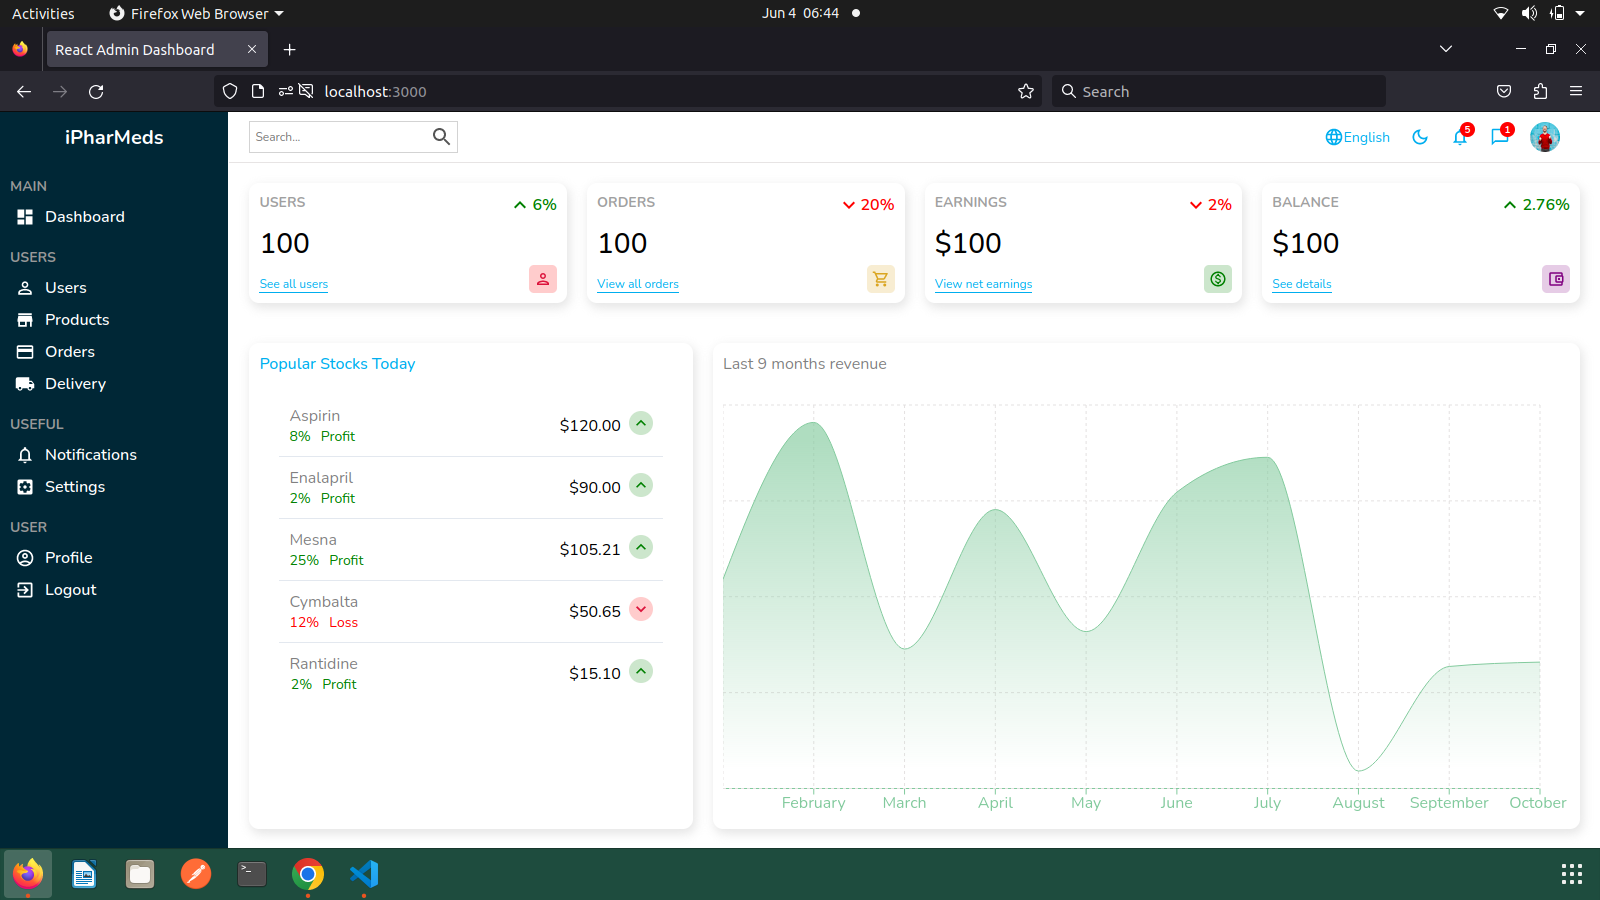 Activities
Firefox Web Browser
Jun 4 06:44
React Admin Dashboard
localhost:3000
Search
iPharMeds
Search...
English
5
1
MAIN
Dashboard
USERS
Users
Products
Orders
Delivery
USEFUL
Notifications
Settings
USER
Profile
Logout
USERS
6%
100
See all users
ORDERS
20%
100
View all orders
EARNINGS
2%
$100
View net earnings
BALANCE
2.76%
$100
See details
Popular Stocks Today
Aspirin
8% Profit
$120.00
Enalapril
2% Profit
$90.00
Mesna
25% Profit
$105.21
Cymbalta
12% Loss
$50.65
Rantidine
2% Profit
$15.10
Last 9 months revenue
February March April May June July August September October